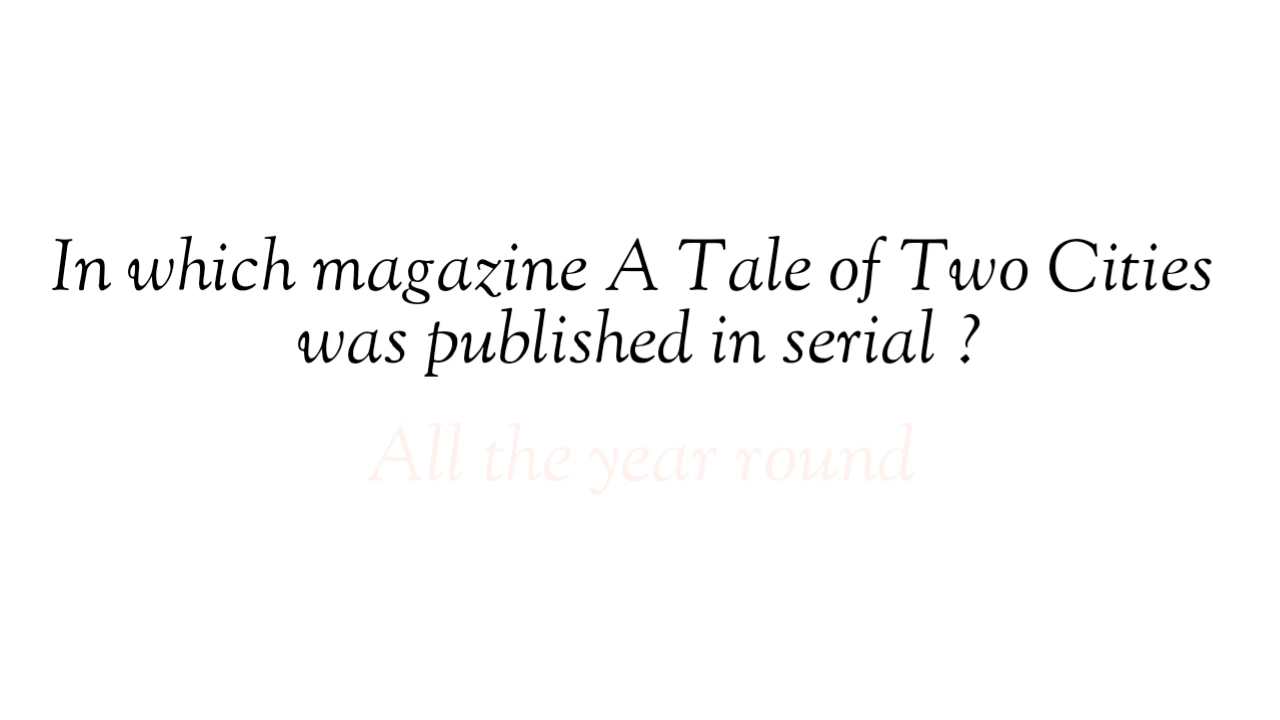 In which magazine A Tale of Two Cities
was published in serial ?
All the year round